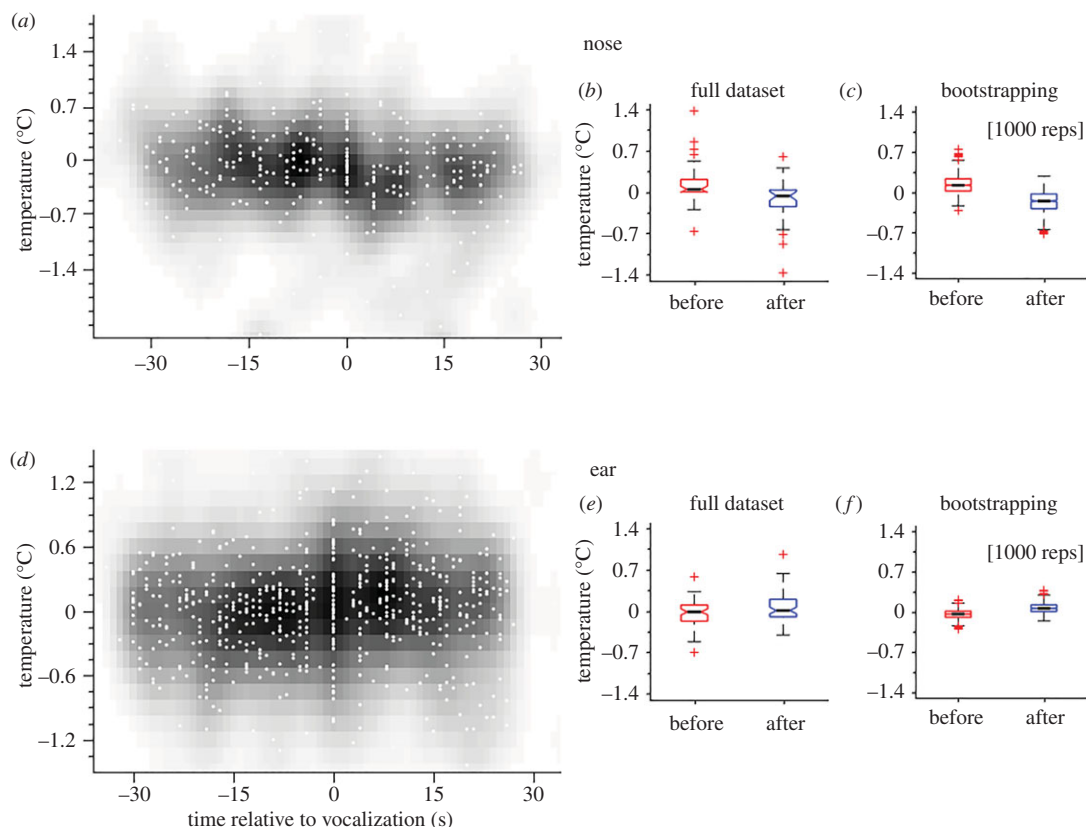 (a)
1.4
0.7
0
–0.7
–1.4
temperature (°C)
–30
–15
0
15
30
nose
(b)
full dataset
1.4
0.7
0
–0.7
–1.4
temperature (°C)
before
after
(c)
bootstrapping
[1000 reps]
1.4
0.7
0
–0.7
–1.4
before
after
(d)
1.2
0.6
0
–0.6
–1.2
temperature (°C)
–30
–15
0
15
30
time relative to vocalization (s)
ear
(e)
full dataset
1.4
0.7
0
–0.7
–1.4
temperature (°C)
before
after
(f)
bootstrapping
[1000 reps]
1.4
0.7
0
–0.7
–1.4
before
after